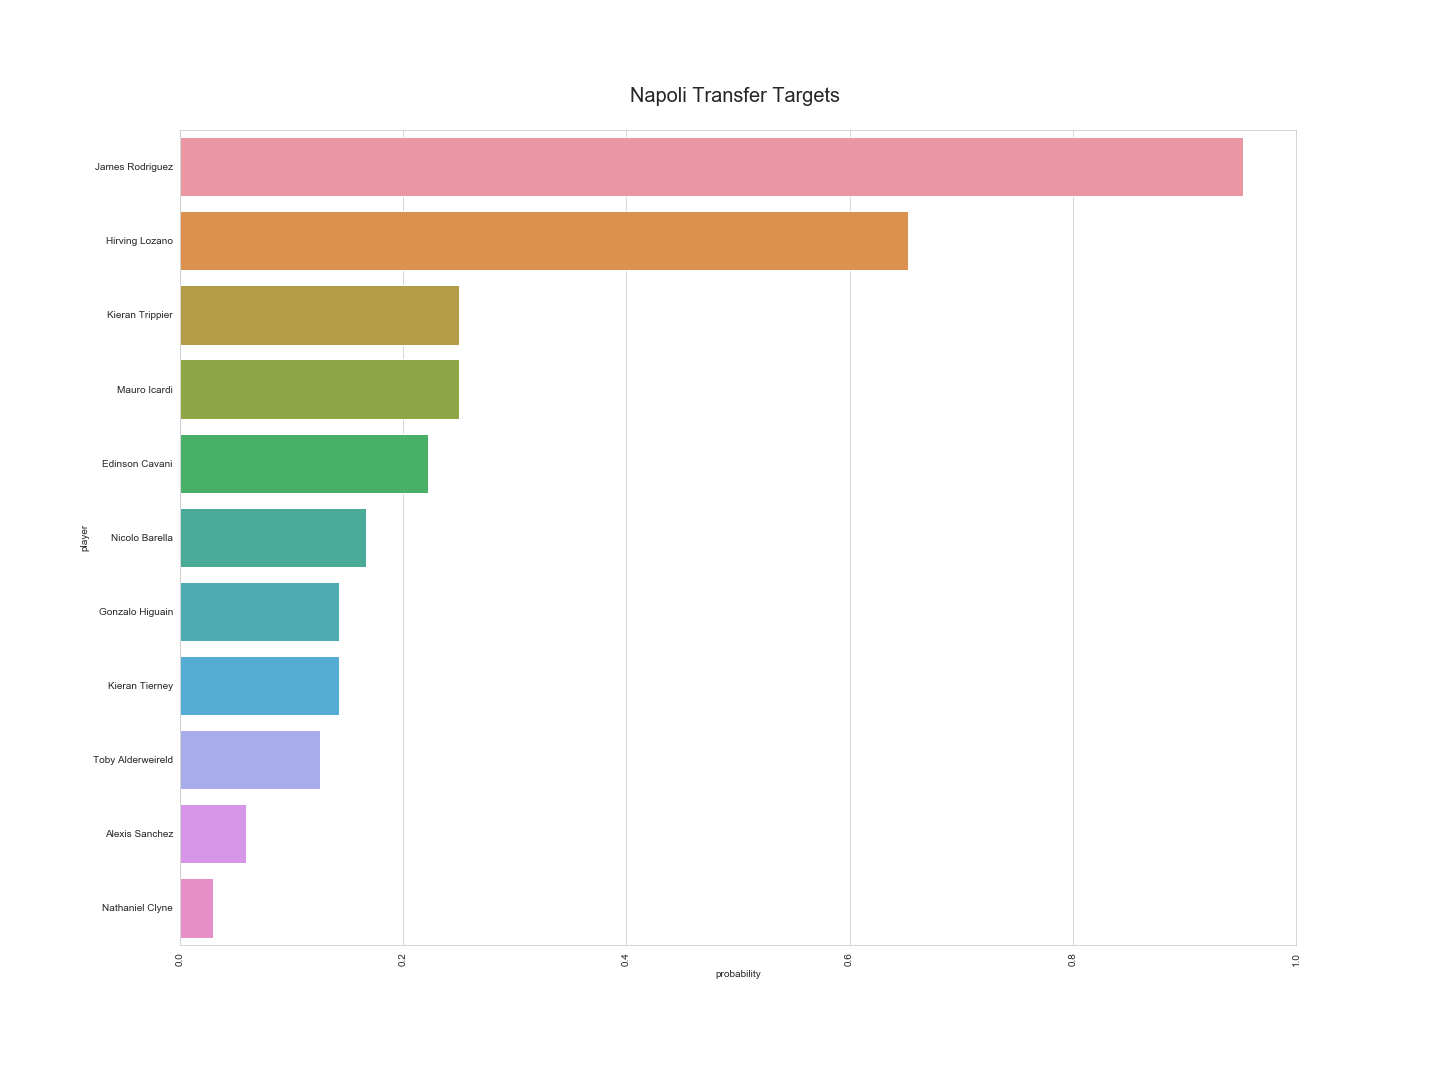 Napoli Transfer Targets
James Rodriguez
Hirving Lozano
Kieran Trippier
Mauro Icardi
Edinson Cavani
Nicolo Barella
Gonzalo Higuain
Kieran Tierney
Toby Alderweireld
Alexis Sanchez
Nathaniel Clyne
player
0.0 0.2 0.4 0.6 0.8 1.0
probability